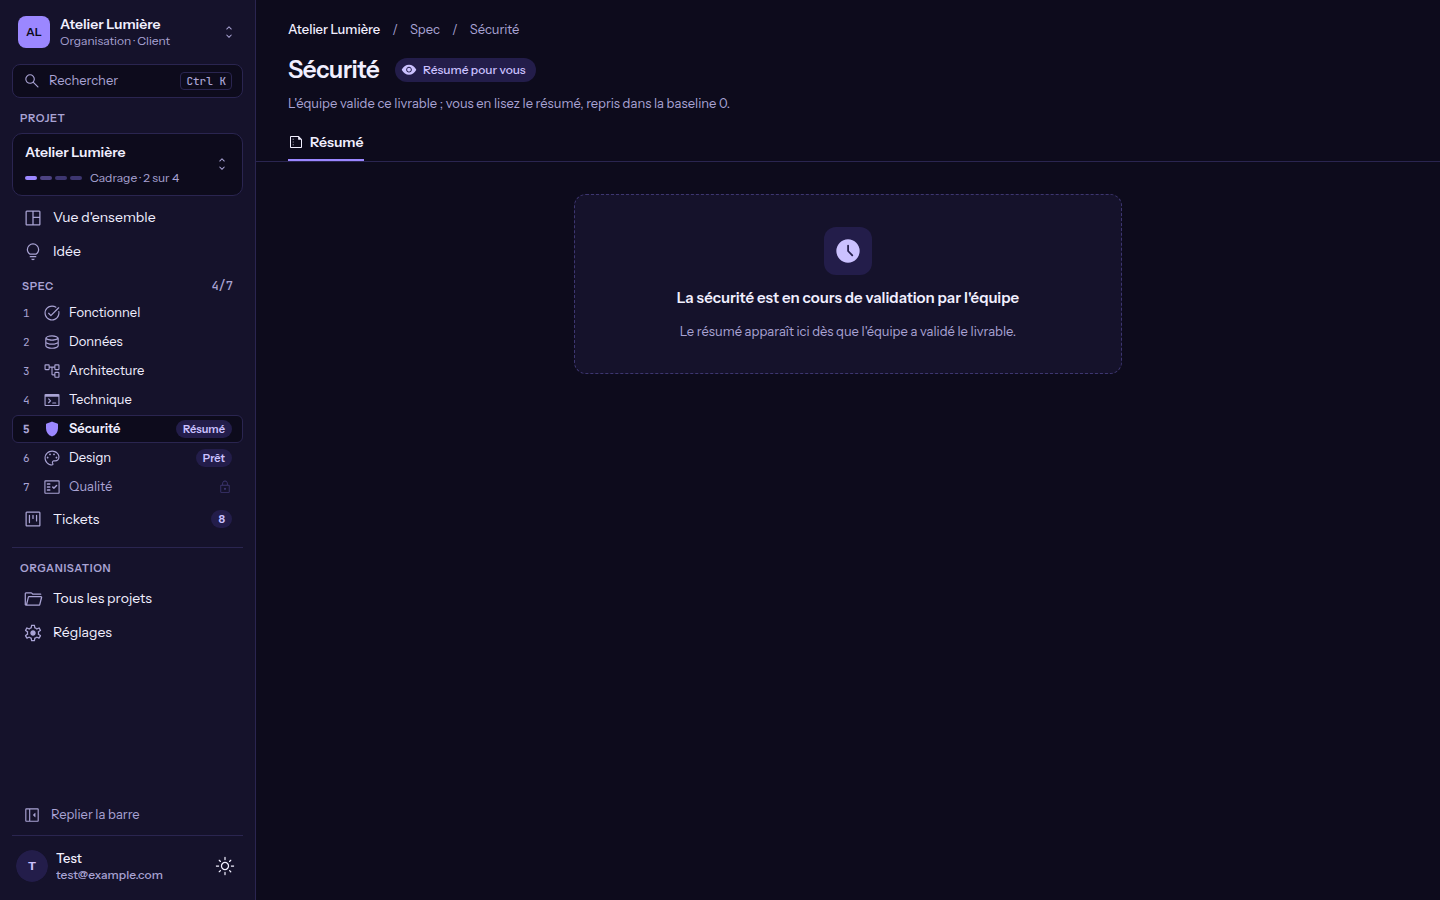 AL
Atelier Lumière
Organisation · Client
Rechercher
Ctrl K
PROJET
Atelier Lumière
Cadrage · 2 sur 4
Vue d'ensemble
Idée
SPEC 4/7
1 Fonctionnel
2 Données
3 Architecture
4 Technique
5 Sécurité Résumé
6 Design Prêt
7 Qualité
Tickets 8
ORGANISATION
Tous les projets
Réglages
Replier la barre
T
Test
test@example.com
Atelier Lumière / Spec / Sécurité
Sécurité
Résumé pour vous
L'équipe valide ce livrable ; vous en lisez le résumé, repris dans la baseline 0.
Résumé
La sécurité est en cours de validation par l'équipe
Le résumé apparaît ici dès que l'équipe a validé le livrable.